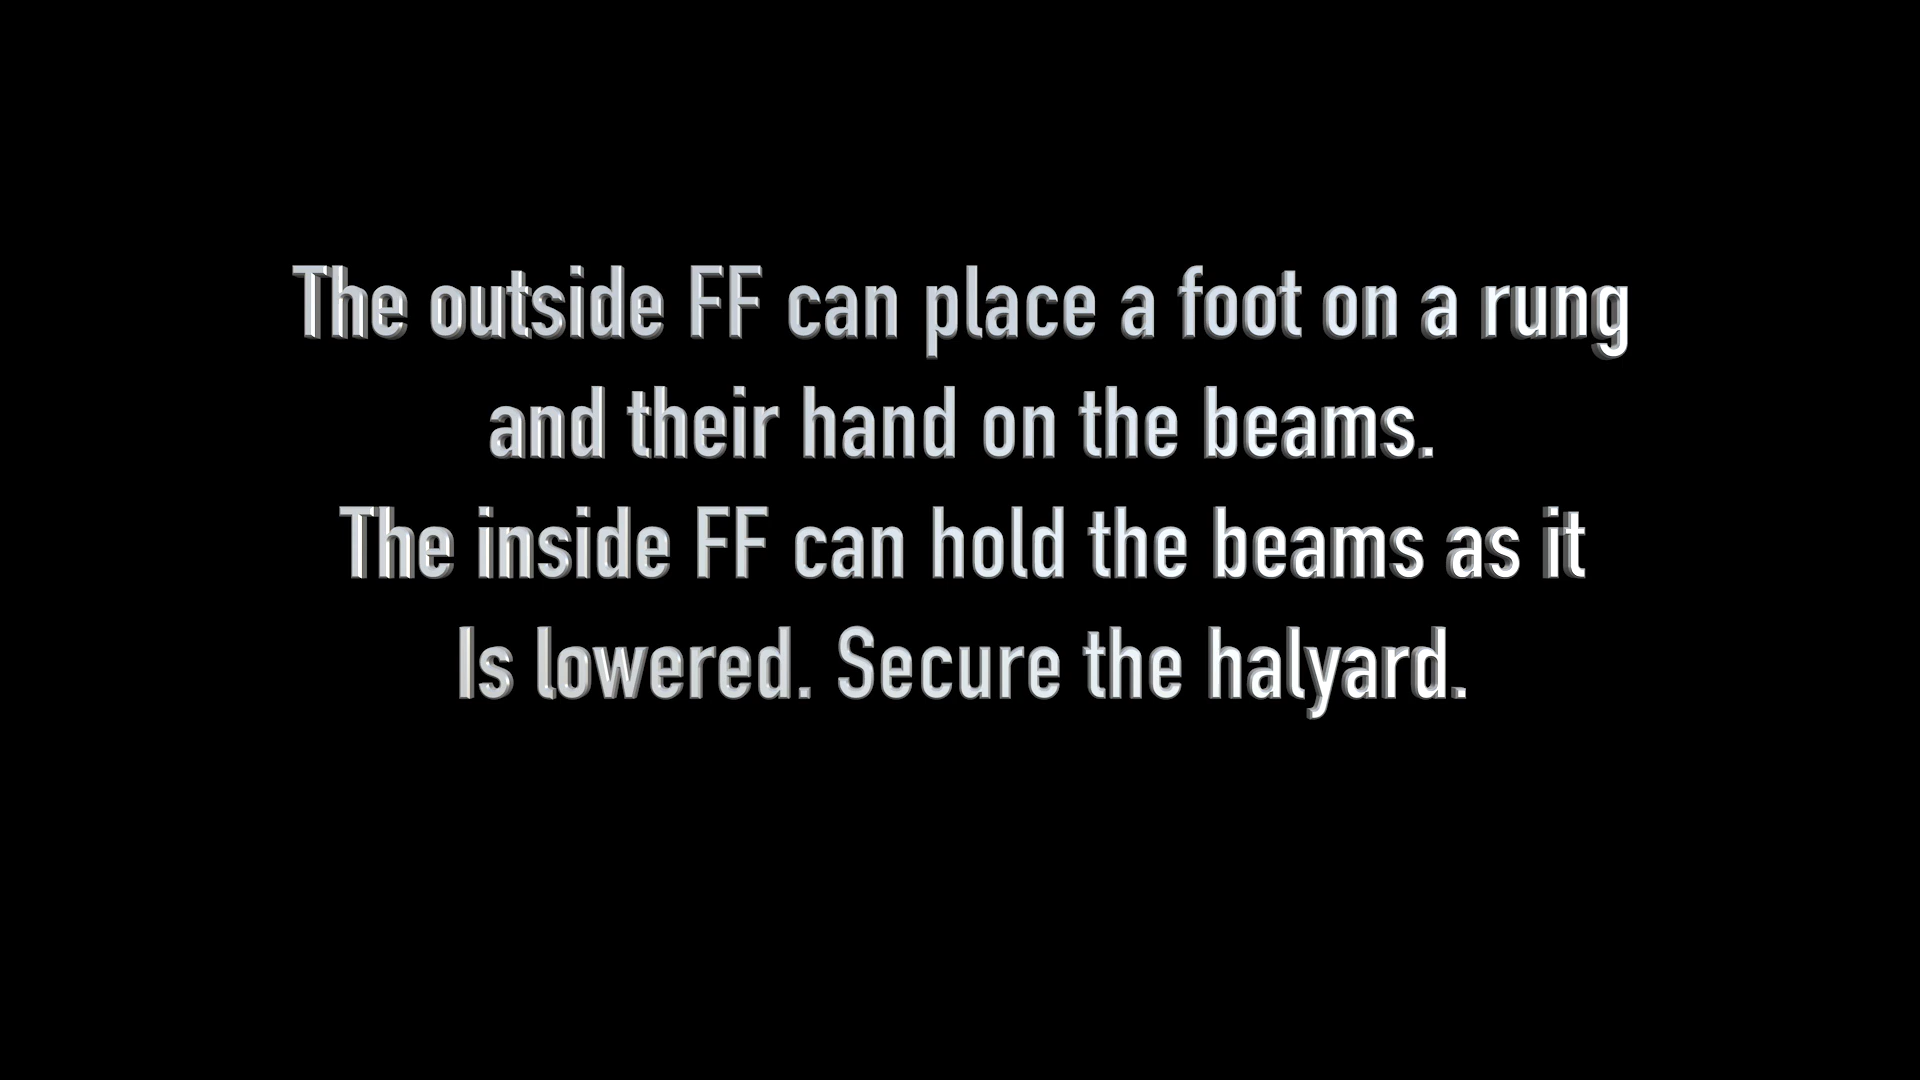 The outside FF can place a foot on a rung
and their hand on the beams.
The inside FF can hold the beams as it
Is lowered. Secure the halyard.